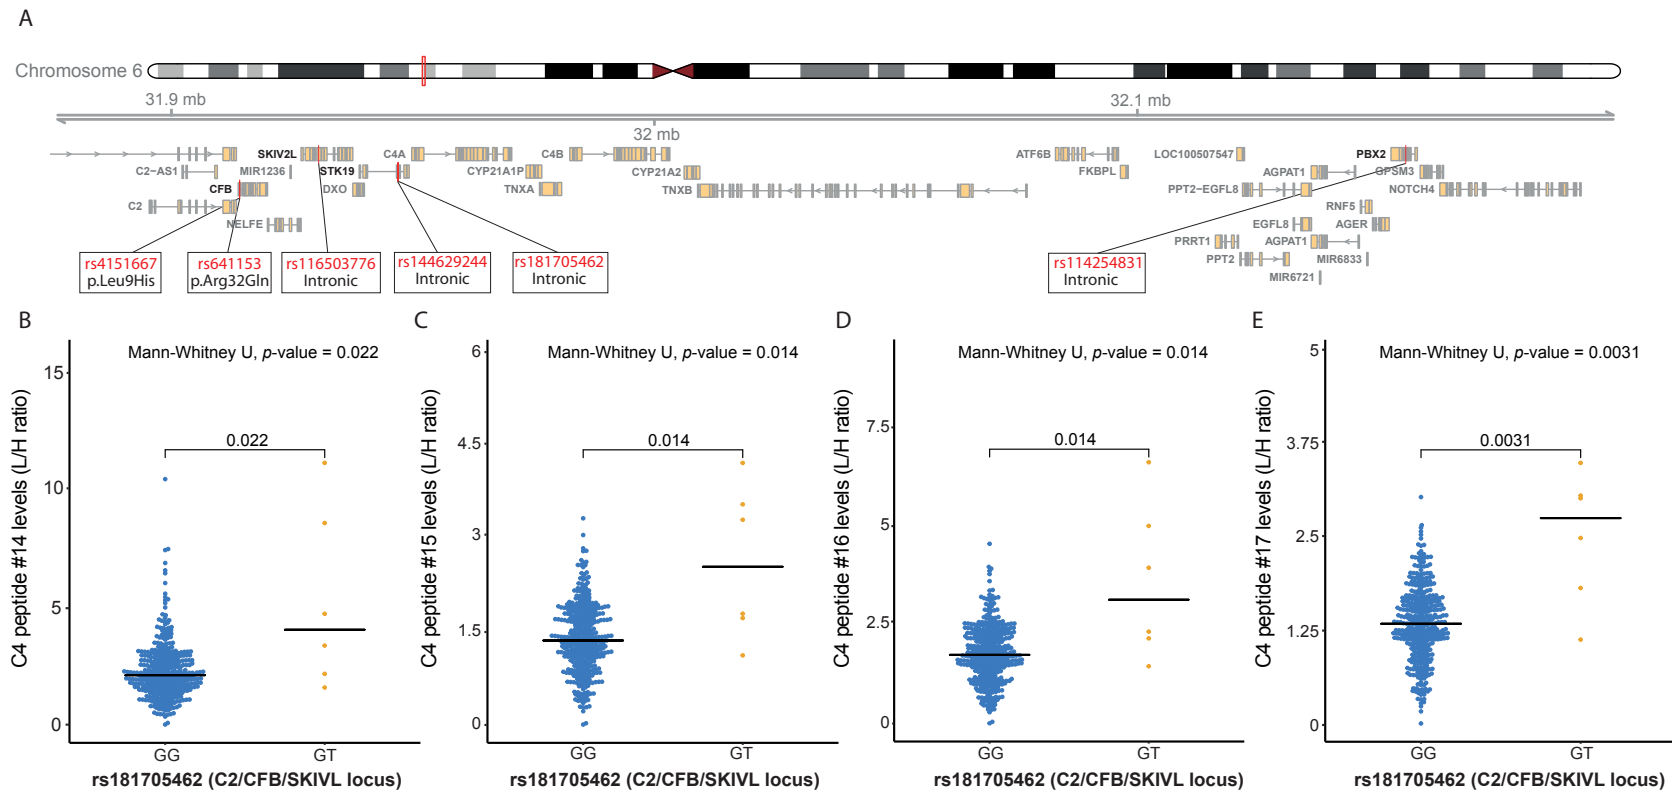 A
Chromosome 6
31.9 mb
32.1 mb
32 mb
SKIV2L
C4A
C4B
ATF6B
LOC100507547
PBX2
C2-AS1
MIR1236
STK19
CYP21A1P
CYP21A2
FKBPL
AGPAT1
GPSM3
CFB
DXO
TNXA
TNXB
PPT2-EGFL8
NOTCH4
C2
RNF5
NELFE
EGFL8
AGER
PRRT1
AGPAT1
PPT2
MIR6833
MIR6721
rs4151667
p.Leu9His
rs641153
p.Arg32Gln
rs116503776
Intronic
rs144629244
Intronic
rs181705462
Intronic
rs114254831
Intronic
B
Mann-Whitney U, p-value = 0.022
C4 peptide #14 levels (L/H ratio)
15
10
5
0
0.022
GG
GT
rs181705462 (C2/CFB/SKIVL locus)
C
Mann-Whitney U, p-value = 0.014
C4 peptide #15 levels (L/H ratio)
6
4.5
3
1.5
0
0.014
GG
GT
rs181705462 (C2/CFB/SKIVL locus)
D
Mann-Whitney U, p-value = 0.014
C4 peptide #16 levels (L/H ratio)
7.5
5
2.5
0
0.014
GG
GT
rs181705462 (C2/CFB/SKIVL locus)
E
Mann-Whitney U, p-value = 0.0031
C4 peptide #17 levels (L/H ratio)
5
3.75
2.5
1.25
0
0.0031
GG
GT
rs181705462 (C2/CFB/SKIVL locus)